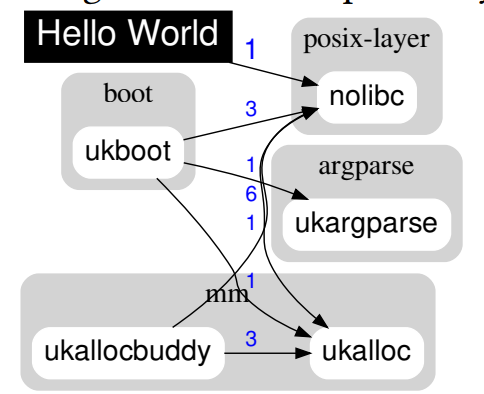 Hello World
1
posix-layer
nolibc
boot
3
ukboot
1
argparse
6
ukargparse
1
1
mm
ukallocbuddy
3
ukalloc